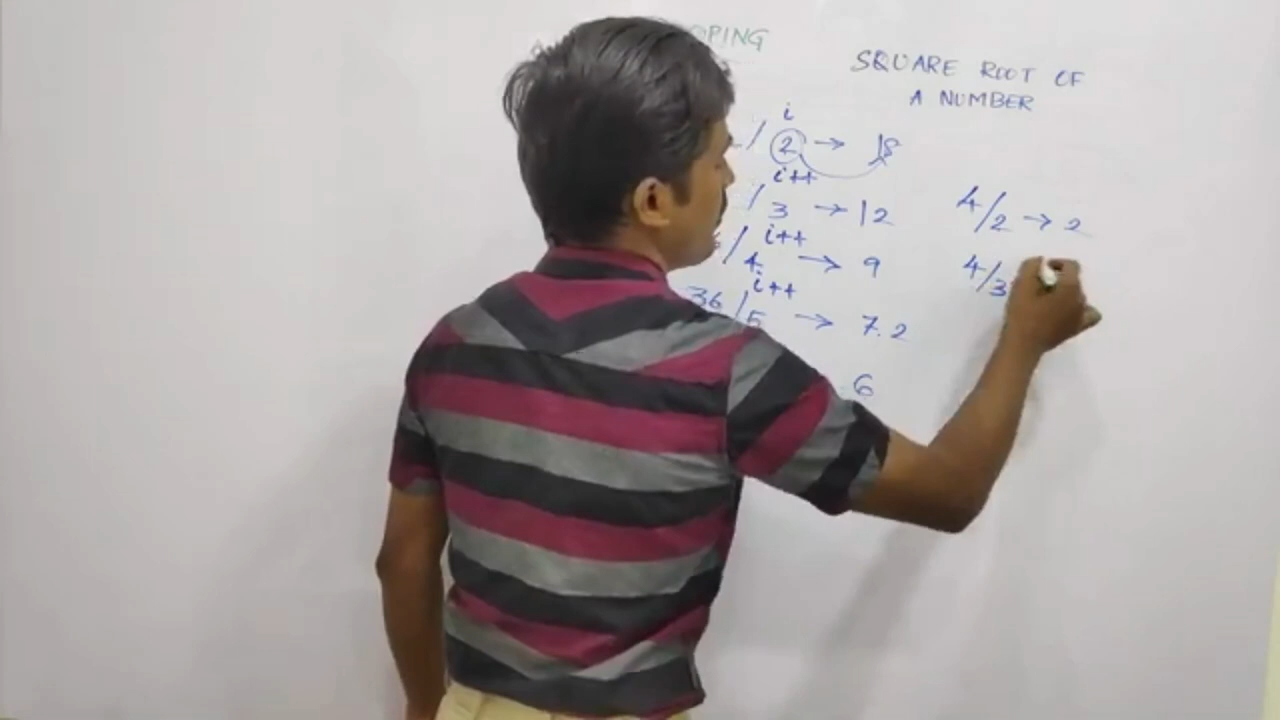 OPING
SQUARE ROOT OF
A NUMBER
i
/ 2 → 18
i++
/ 3 → 12
i++
/ 4 → 9
i++
36 / 5 → 7.2
6
4/2 → 2
4/3